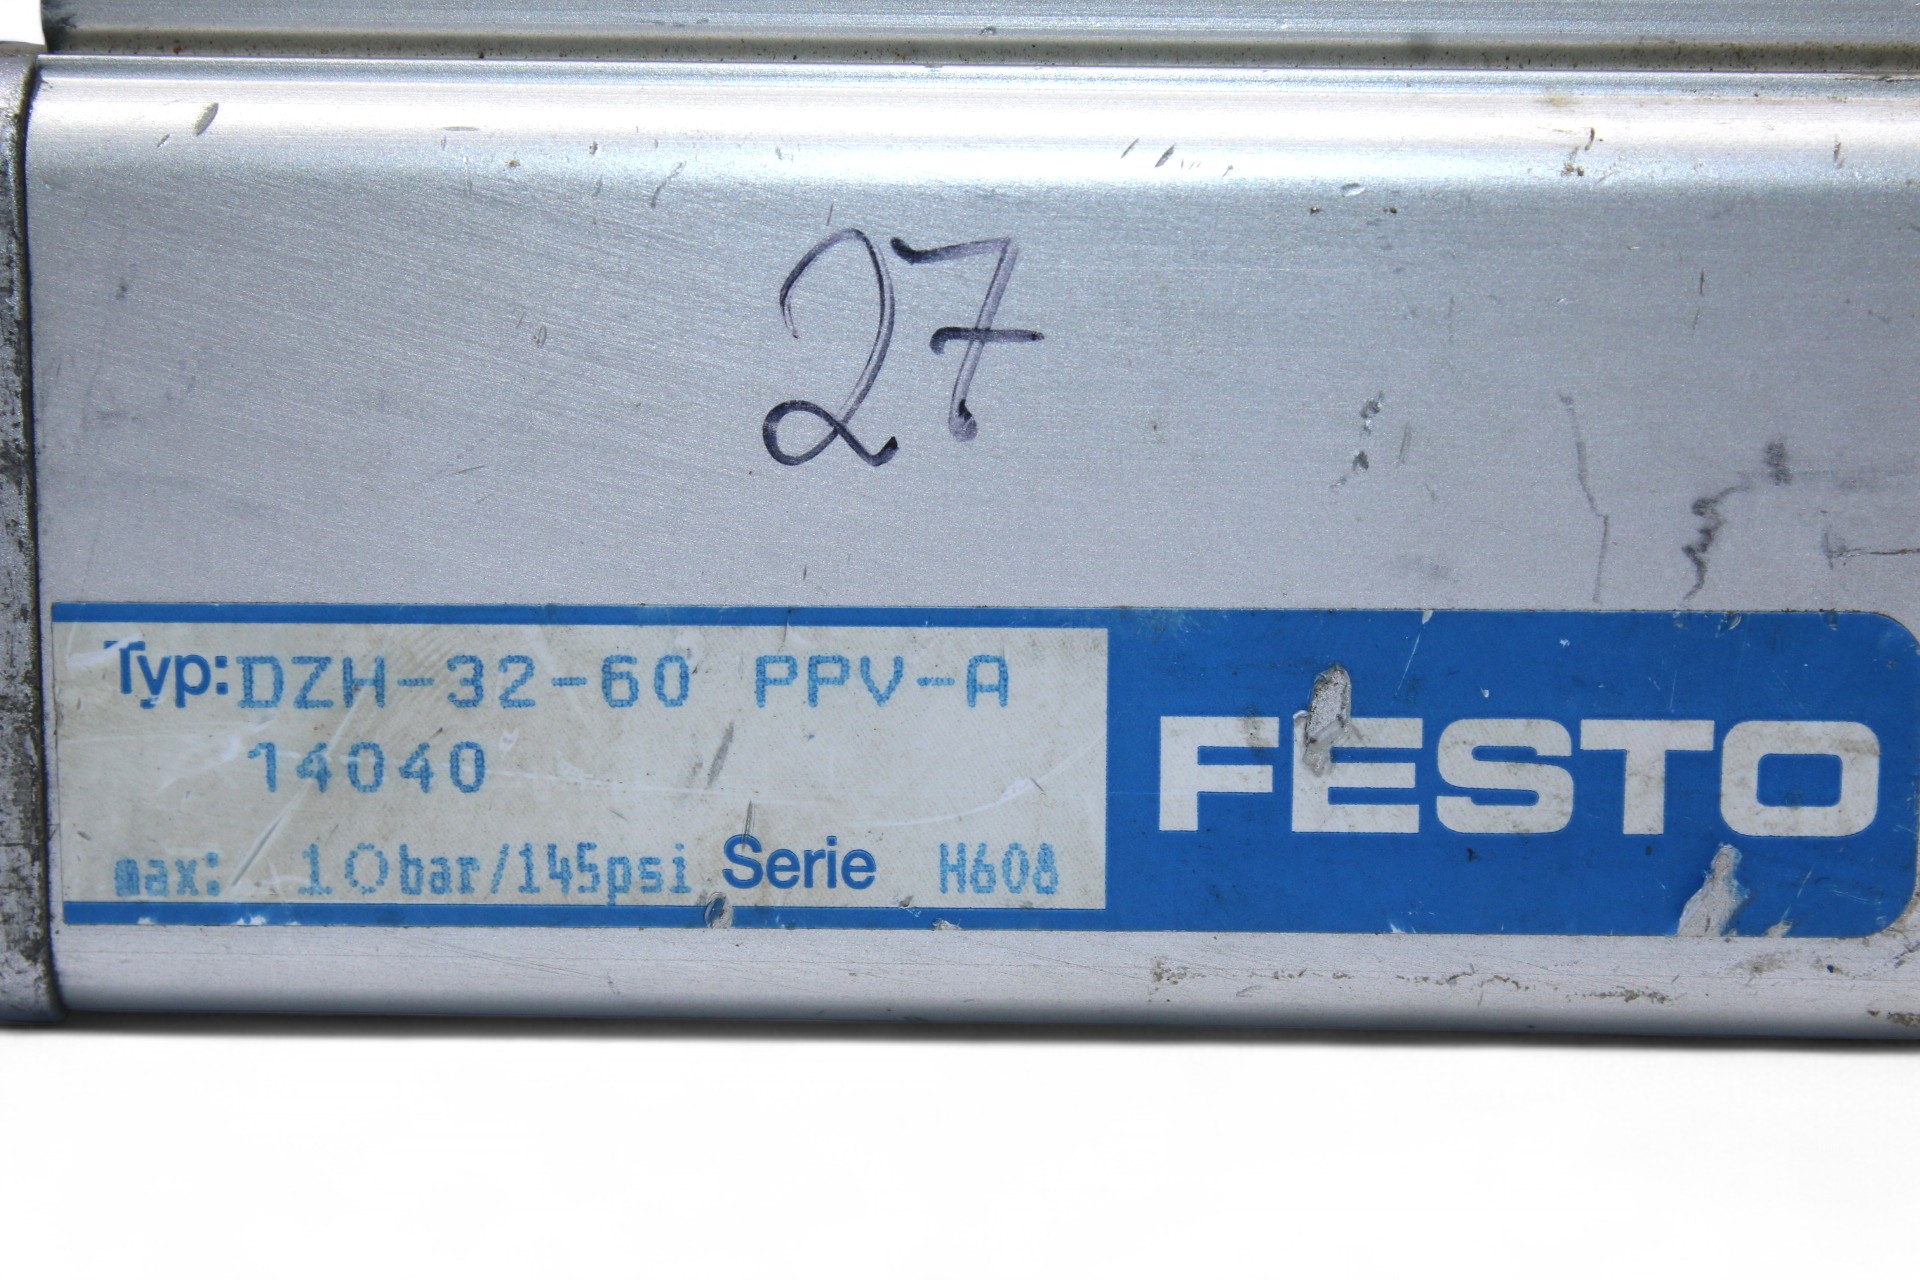 27
Typ: DZH-32-60 PPV-A
14040
max: 10bar/145psi Serie H608
FESTO